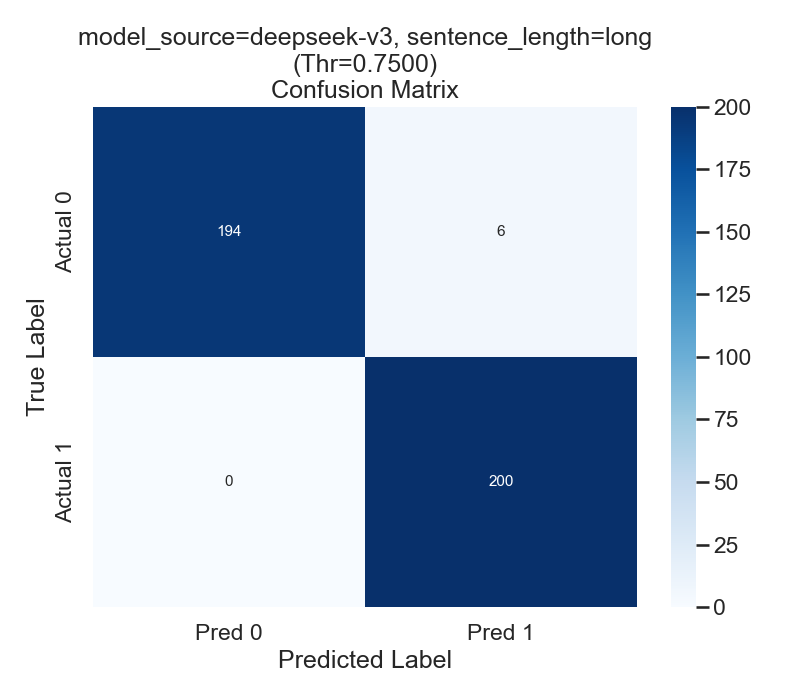 model_source=deepseek-v3, sentence_length=long
(Thr=0.7500)
Confusion Matrix
True Label
Actual 0
194
6
Actual 1
0
200
Pred 0
Pred 1
Predicted Label
200
175
150
125
100
75
50
25
0